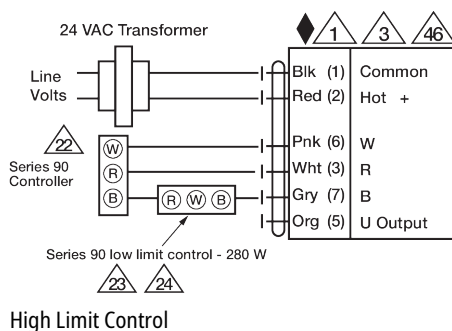 24 VAC Transformer
1 3 46
Line
Volts
Blk (1) Common
Red (2) Hot +
22
Series 90
Controller
W
R
B
R W B
Pnk (6) W
Wht (3) R
Gry (7) B
Org (5) U Output
Series 90 low limit control - 280 W
23 24
High Limit Control